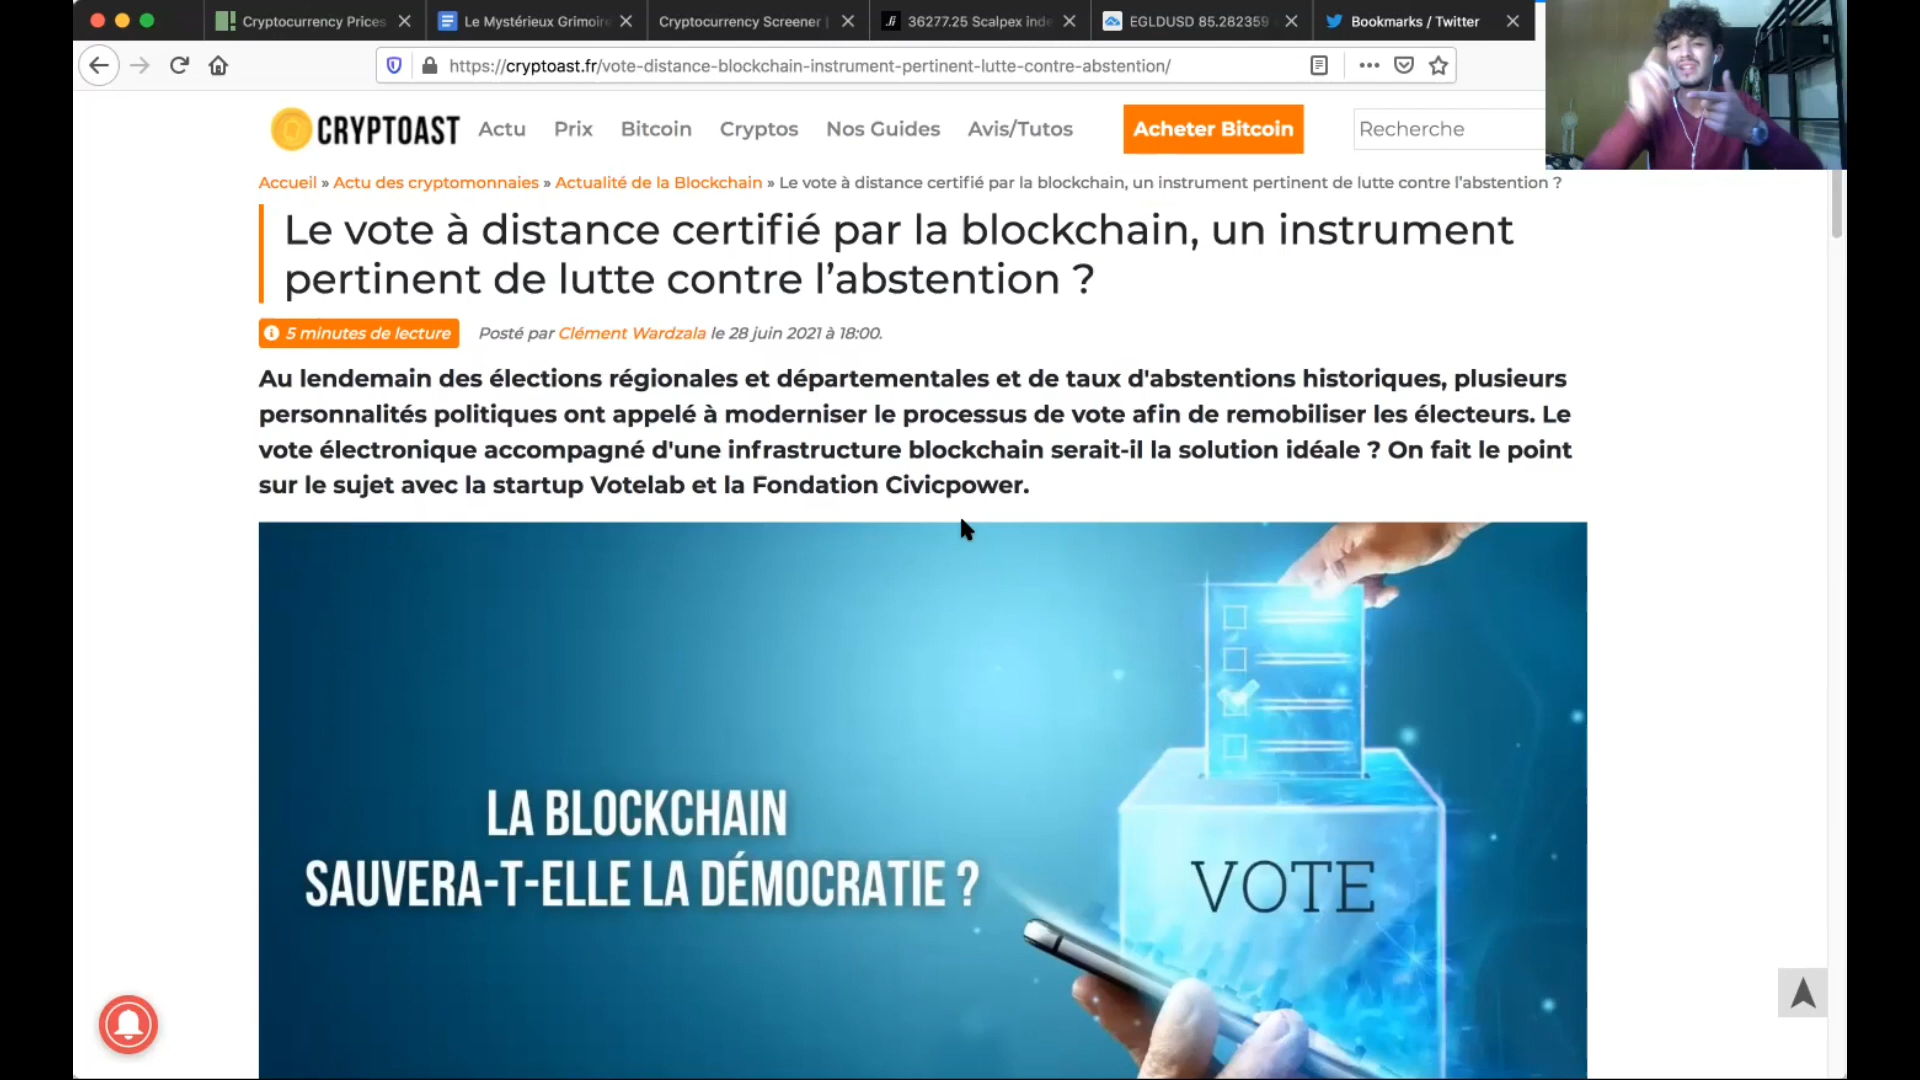 Cryptocurrency Prices
Le Mystérieux Grimoire
Cryptocurrency Screener |
36277.25 Scalpex inde
EGLDUSD 85.282359
Bookmarks / Twitter
https://cryptoast.fr/vote-distance-blockchain-instrument-pertinent-lutte-contre-abstention/
CRYPTOAST Actu Prix Bitcoin Cryptos Nos Guides Avis/Tutos Acheter Bitcoin Recherche
Accueil » Actu des cryptomonnaies » Actualité de la Blockchain » Le vote à distance certifié par la blockchain, un instrument pertinent de lutte contre l'abstention ?
Le vote à distance certifié par la blockchain, un instrument
pertinent de lutte contre l’abstention ?
5 minutes de lecture Posté par Clément Wardzala le 28 juin 2021 à 18:00.
Au lendemain des élections régionales et départementales et de taux d'abstentions historiques, plusieurs
personnalités politiques ont appelé à moderniser le processus de vote afin de remobiliser les électeurs. Le
vote électronique accompagné d'une infrastructure blockchain serait-il la solution idéale ? On fait le point
sur le sujet avec la startup Votelab et la Fondation Civicpower.
LA BLOCKCHAIN
SAUVERA-T-ELLE LA DÉMOCRATIE ?
VOTE